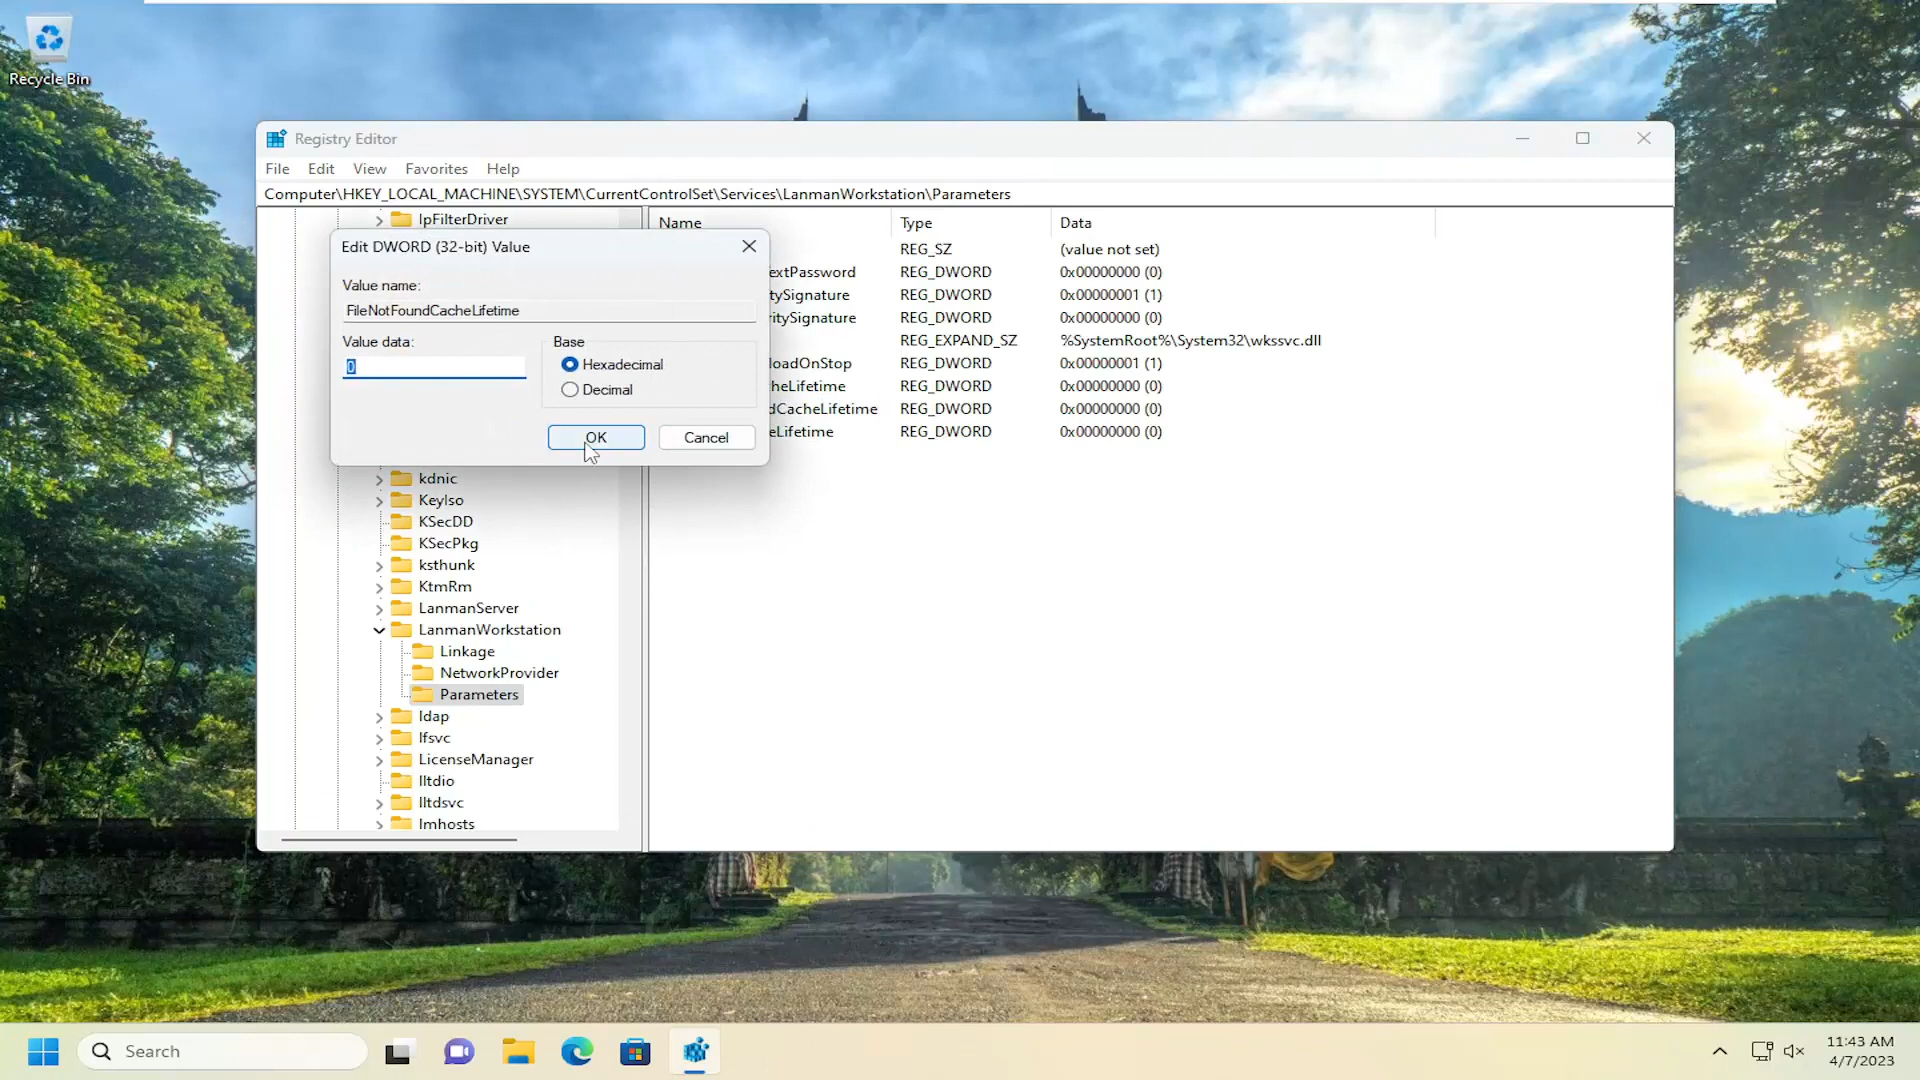 Recycle Bin
Registry Editor
File Edit View Favorites Help
Computer\HKEY_LOCAL_MACHINE\SYSTEM\CurrentControlSet\Services\LanmanWorkstation\Parameters
IpFilterDriver
Name Type Data
Edit DWORD (32-bit) Value
REG_SZ (value not set)
extPassword REG_DWORD 0x00000000 (0)
Value name:
itySignature REG_DWORD 0x00000001 (1)
FileNotFoundCacheLifetime
ritySignature REG_DWORD 0x00000000 (0)
Value data: Base
REG_EXPAND_SZ %SystemRoot%\System32\wkssvc.dll
0 Hexadecimal
loadOnStop REG_DWORD 0x00000001 (1)
Decimal
heLifetime REG_DWORD 0x00000000 (0)
dCacheLifetime REG_DWORD 0x00000000 (0)
OK Cancel
eLifetime REG_DWORD 0x00000000 (0)
kdnic
KeyIso
KSecDD
KSecPkg
ksthunk
KtmRm
LanmanServer
LanmanWorkstation
Linkage
NetworkProvider
Parameters
ldap
lfsvc
LicenseManager
lltdio
lltdsvc
lmhosts
Search
11:43 AM
4/7/2023